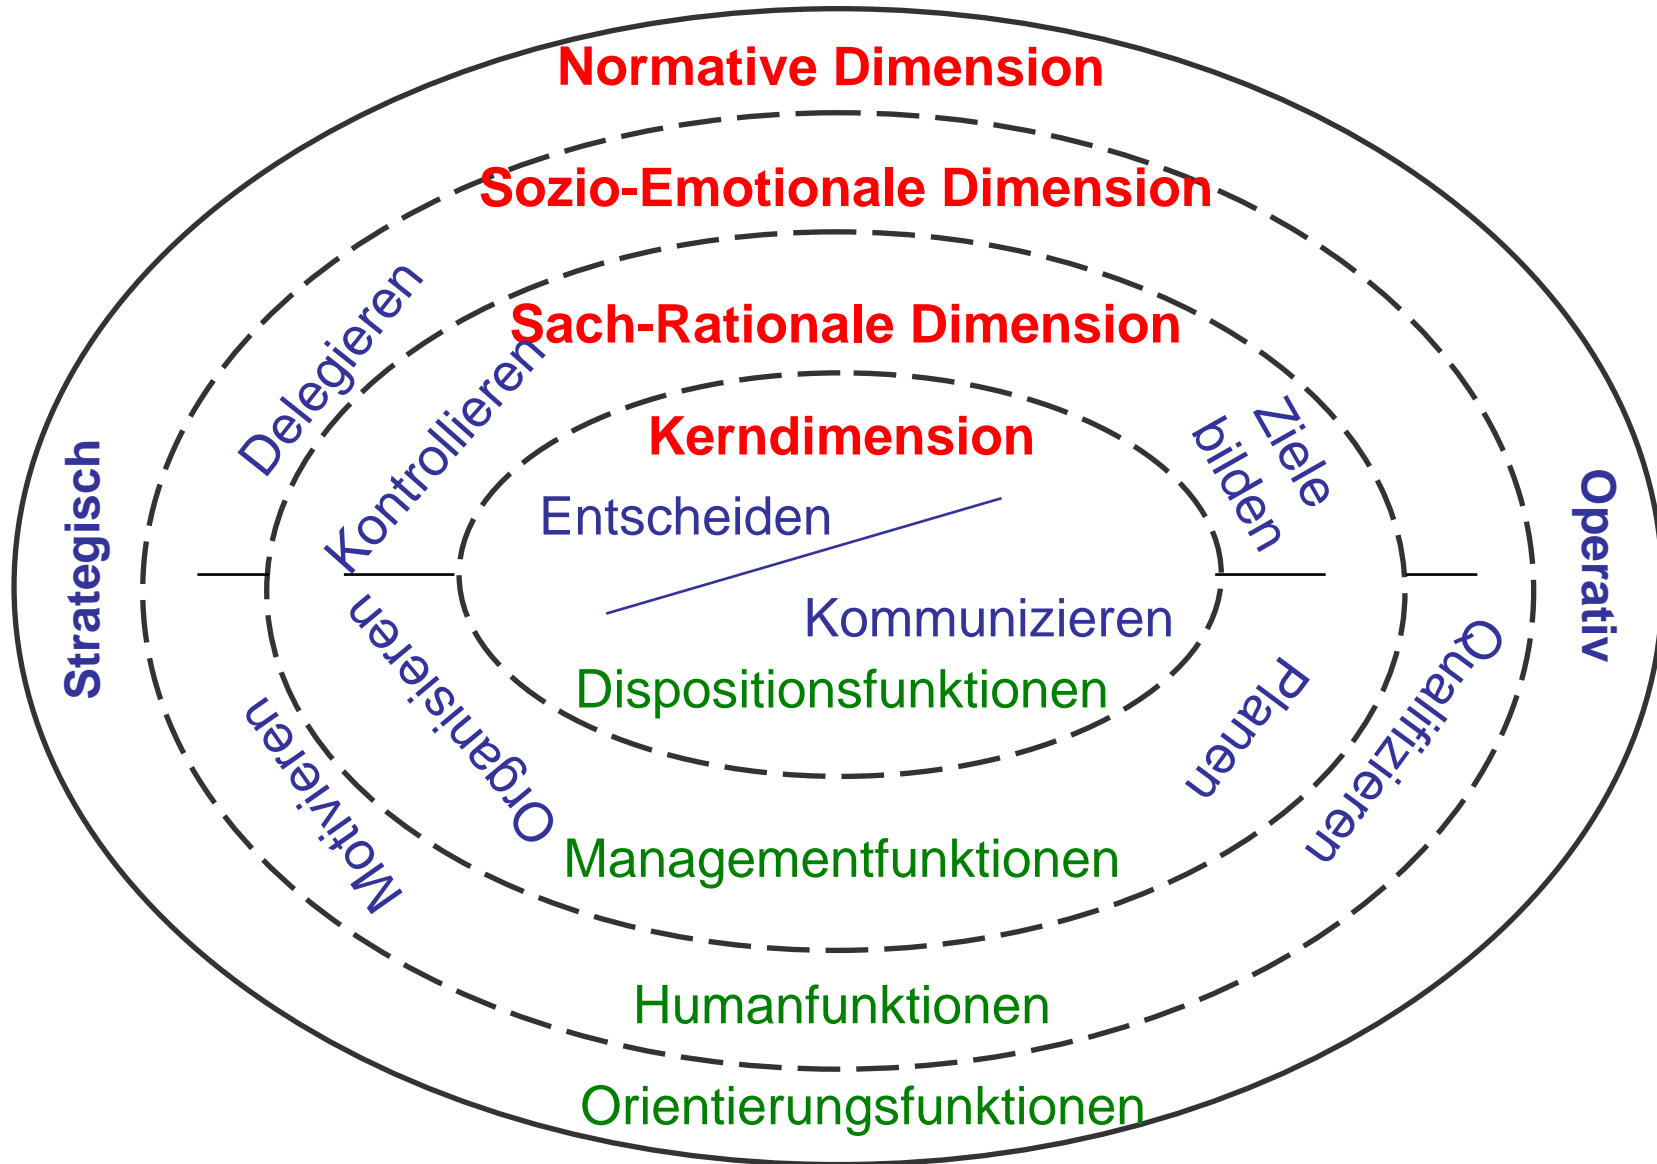 Normative Dimension
Sozio-Emotionale Dimension
Sach-Rationale Dimension
Kerndimension
Delegieren
Kontrollieren
Ziele
bilden
Strategisch
Operativ
Entscheiden
Kommunizieren
Dispositionsfunktionen
Organisieren
Motivieren
Planen
Qualifizieren
Managementfunktionen
Humanfunktionen
Orientierungsfunktionen